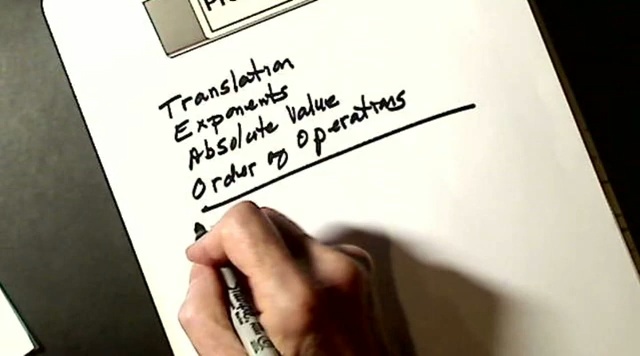 Translation
Exponents
Absolute Value
Order of Operations